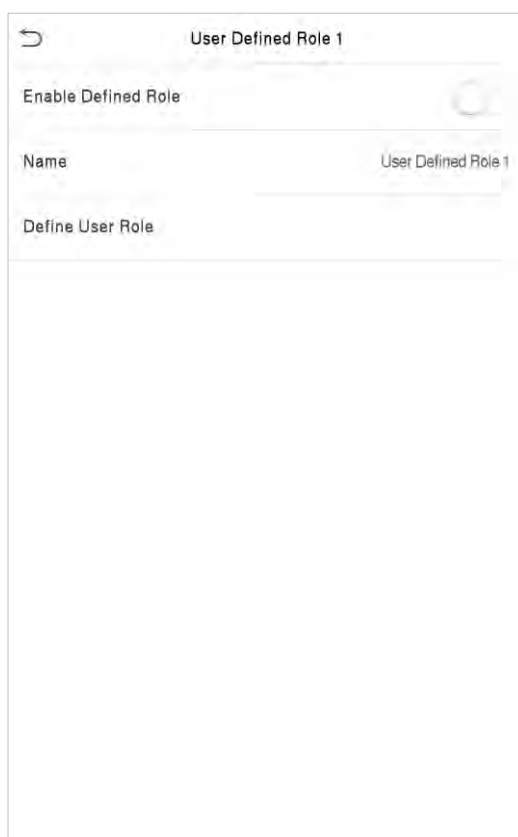 User Defined Role 1
Enable Defined Role
Name User Defined Role 1
Define User Role